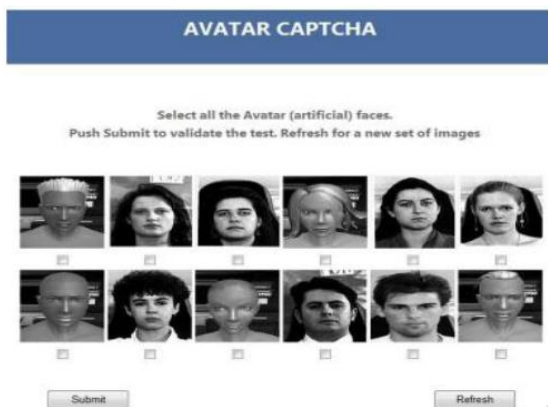 AVATAR CAPTCHA
Select all the Avatar (artificial) faces.
Push Submit to validate the test. Refresh for a new set of images
Submit
Refresh